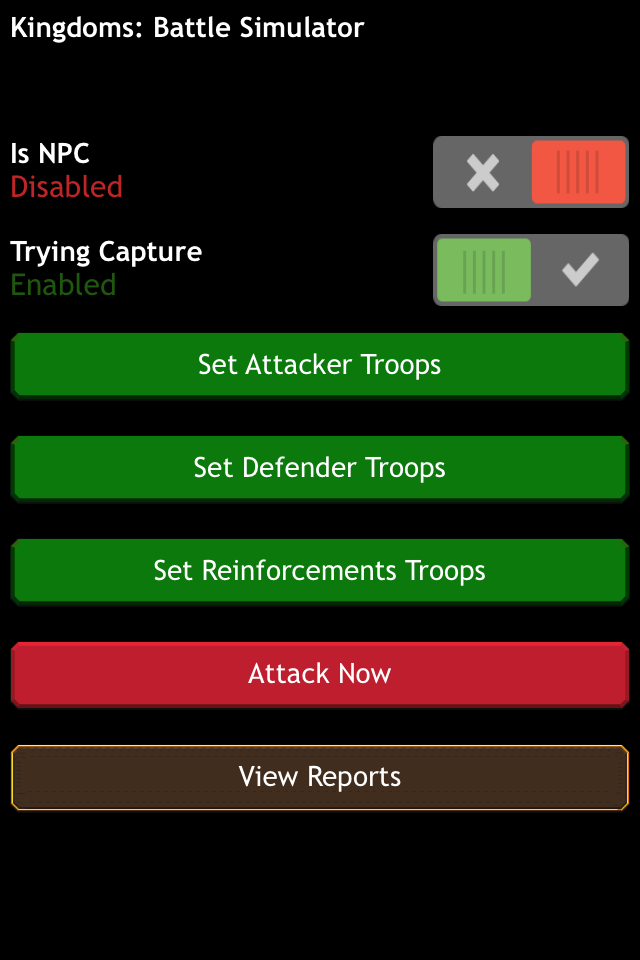 Kingdoms: Battle Simulator
Is NPC
Disabled
Trying Capture
Enabled
Set Attacker Troops
Set Defender Troops
Set Reinforcements Troops
Attack Now
View Reports